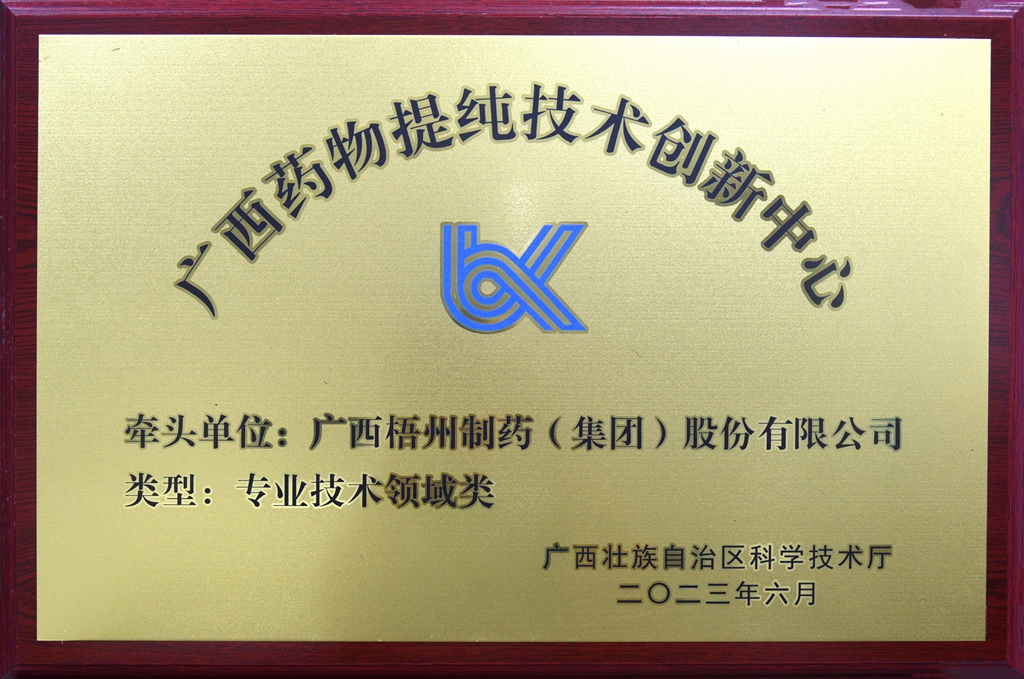 广西药物提纯技术创新中心
牵头单位：广西梧州制药（集团）股份有限公司
类型：专业技术领域类
广西壮族自治区科学技术厅
二〇二三年六月